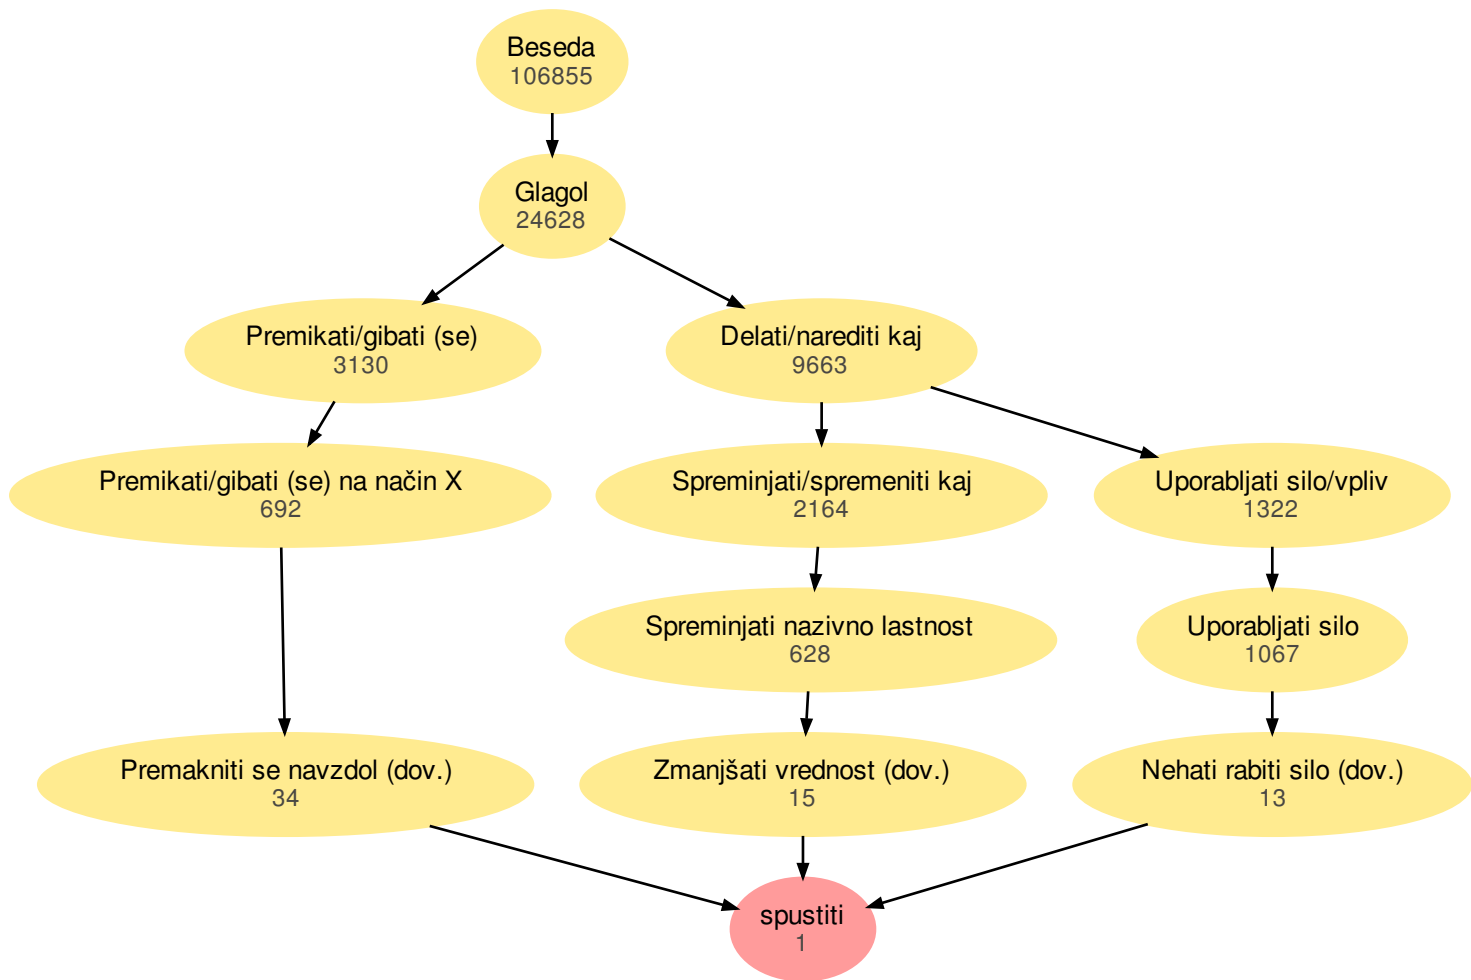 Beseda
106855
Glagol
24628
Premikati/gibati (se)
3130
Delati/narediti kaj
9663
Premikati/gibati (se) na način X
692
Spreminjati/spremeniti kaj
2164
Uporabljati silo/vpliv
1322
Spreminjati nazivno lastnost
628
Uporabljati silo
1067
Premakniti se navzdol (dov.)
34
Zmanjšati vrednost (dov.)
15
Nehati rabiti silo (dov.)
13
spustiti
1